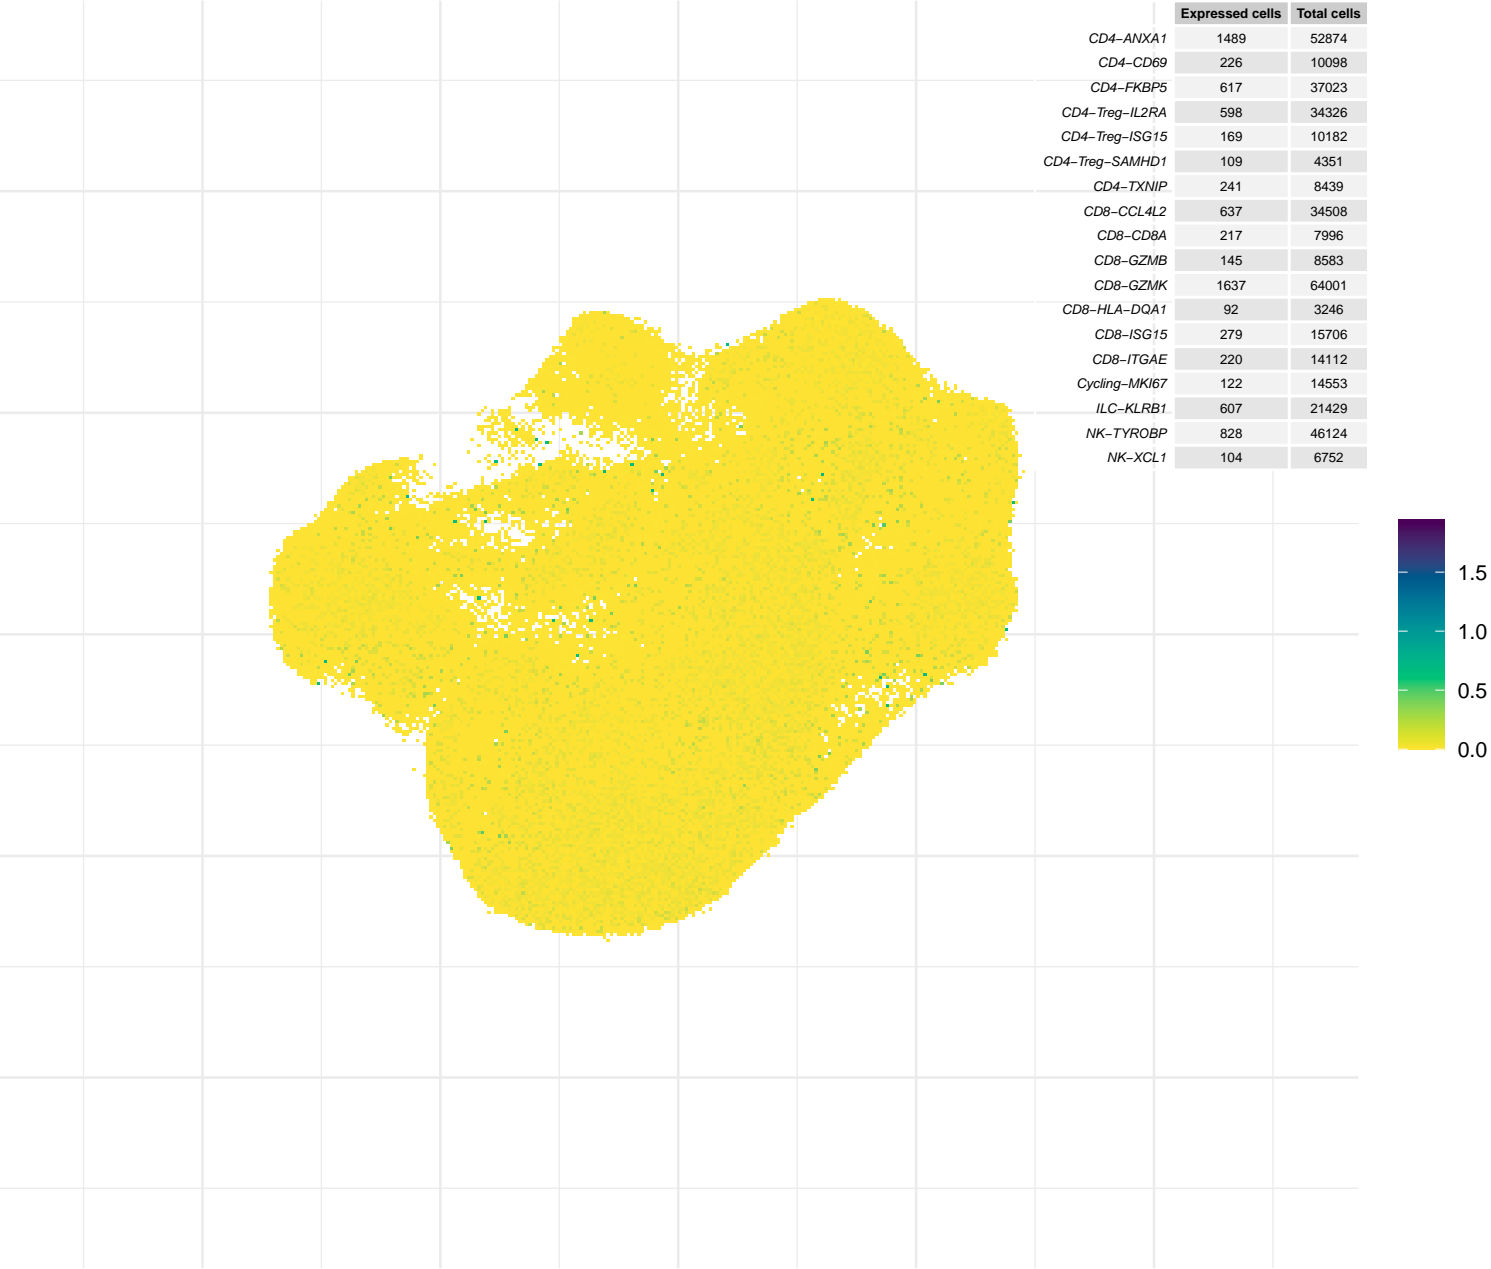 Expressed cells Total cells
CD4−ANXA1 1489 52874
CD4−CD69 226 10098
CD4−FKBP5 617 37023
CD4−Treg−IL2RA 598 34326
CD4−Treg−ISG15 169 10182
CD4−Treg−SAMHD1 109 4351
CD4−TXNIP 241 8439
CD8−CCL4L2 637 34508
CD8−CD8A 217 7996
CD8−GZMB 145 8583
CD8−GZMK 1637 64001
CD8−HLA−DQA1 92 3246
CD8−ISG15 279 15706
CD8−ITGAE 220 14112
Cycling−MKI67 122 14553
ILC−KLRB1 607 21429
NK−TYROBP 828 46124
NK−XCL1 104 6752
1.5
1.0
0.5
0.0